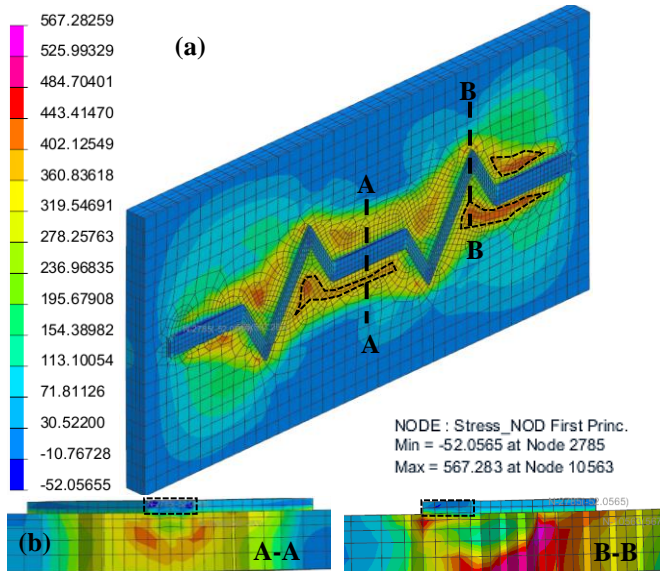 567.28259
525.99329
484.70401
443.41470
402.12549
360.83618
319.54691
278.25763
236.96835
195.67908
154.38982
113.10054
71.81126
30.52200
-10.76728
-52.05655
(a)
B
A
B
A
NODE : Stress_NOD First Princ.
Min = -52.0565 at Node 2785
Max = 567.283 at Node 10563
(b)
A-A
B-B